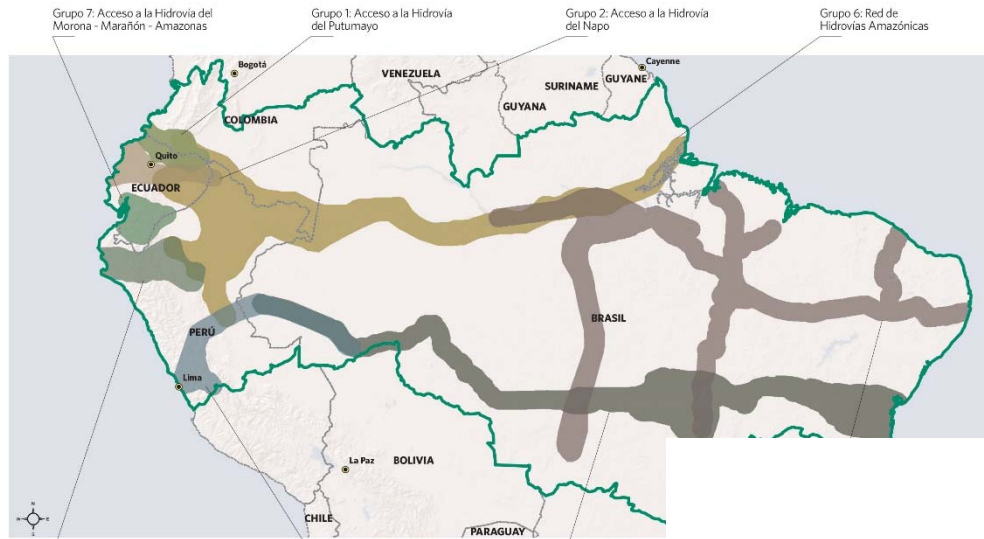 Grupo 7: Acceso a la Hidrovía del
Morona - Marañón - Amazonas
Grupo 1: Acceso a la Hidrovía
del Putumayo
Grupo 2: Acceso a la Hidrovía
del Napo
Grupo 6: Red de
Hidrovías Amazónicas
Bogotá
VENEZUELA
Cayenne
SURINAME
GUYANE
GUYANA
COLOMBIA
Quito
ECUADOR
BRASIL
PERÚ
Lima
La Paz
BOLIVIA
CHILE
PARAGUAY
N
O
E
S